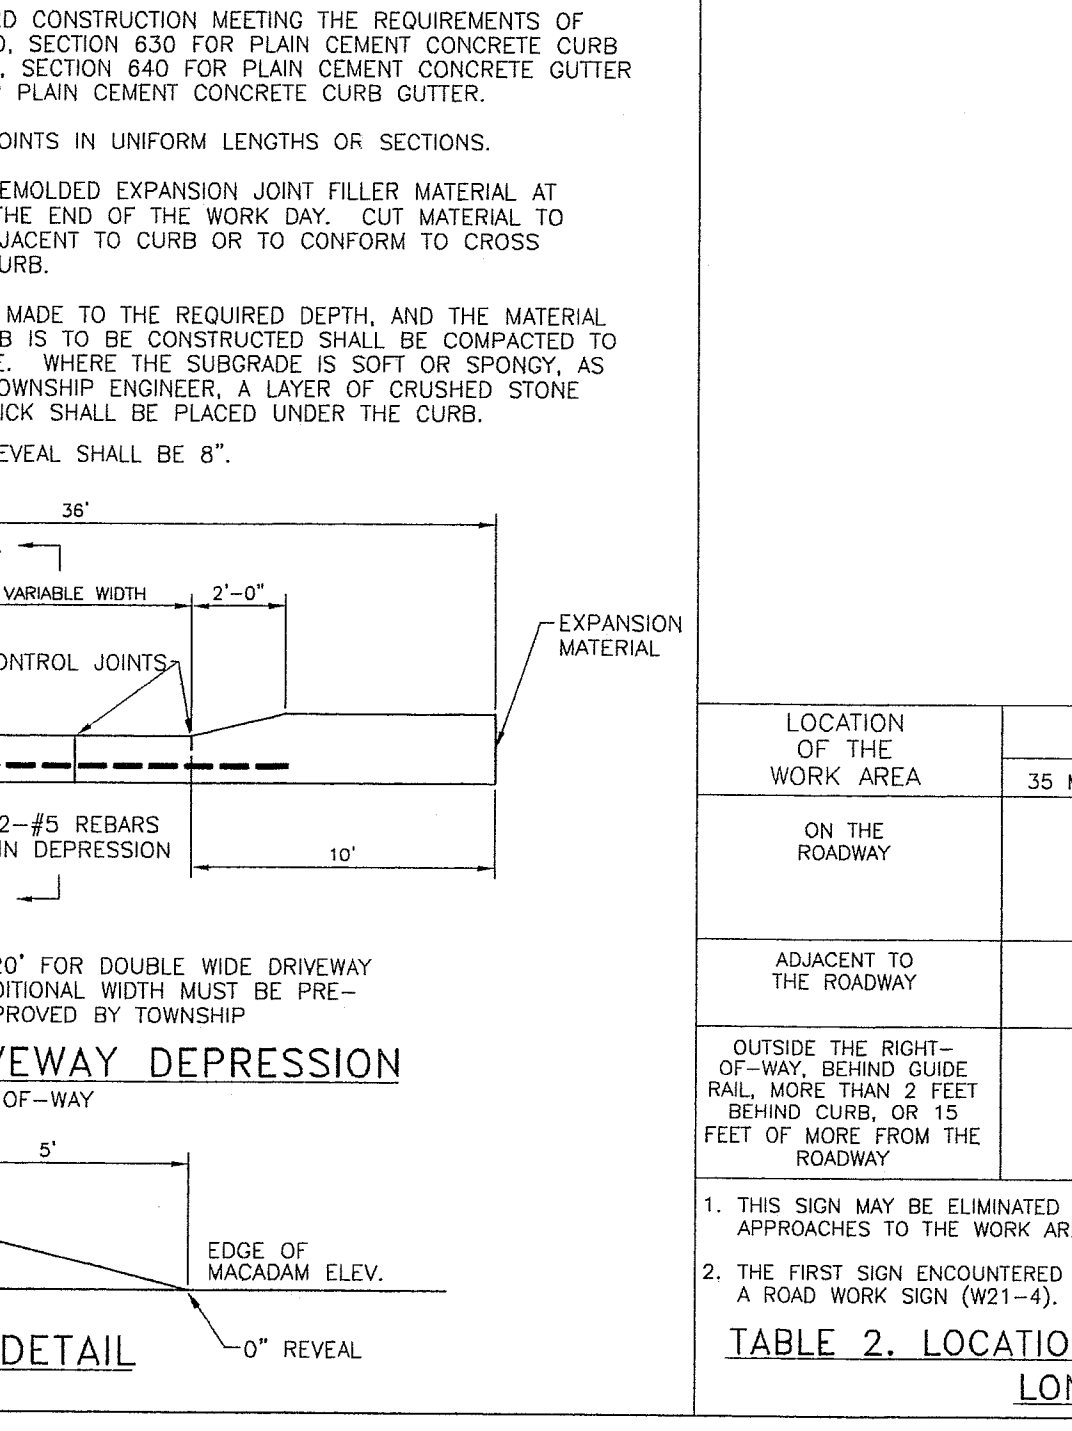 ED CONSTRUCTION MEETING THE REQUIREMENTS OF
0, SECTION 630 FOR PLAIN CEMENT CONCRETE CURB
, SECTION 640 FOR PLAIN CEMENT CONCRETE GUTTER
PLAIN CEMENT CONCRETE CURB GUTTER.
OINTS IN UNIFORM LENGTHS OR SECTIONS.
EMOLDED EXPANSION JOINT FILLER MATERIAL AT
THE END OF THE WORK DAY. CUT MATERIAL TO
JACENT TO CURB OR TO CONFORM TO CROSS
URB.
MADE TO THE REQUIRED DEPTH, AND THE MATERIAL
B IS TO BE CONSTRUCTED SHALL BE COMPACTED TO
E. WHERE THE SUBGRADE IS SOFT OR SPONGY, AS
OWNSHIP ENGINEER, A LAYER OF CRUSHED STONE
ICK SHALL BE PLACED UNDER THE CURB.
EVEAL SHALL BE 8".
36'
VARIABLE WIDTH
2'-0"
EXPANSION
MATERIAL
ONTROL JOINTS
2-#5 REBARS
IN DEPRESSION
10'
20' FOR DOUBLE WIDE DRIVEWAY
DITIONAL WIDTH MUST BE PRE-
PROVED BY TOWNSHIP
VEWAY DEPRESSION
OF-WAY
5'
EDGE OF
MACADAM ELEV.
0" REVEAL
DETAIL
LOCATION
OF THE
WORK AREA
35 M
ON THE
ROADWAY
ADJACENT TO
THE ROADWAY
OUTSIDE THE RIGHT-
OF-WAY, BEHIND GUIDE
RAIL, MORE THAN 2 FEET
BEHIND CURB, OR 15
FEET OF MORE FROM THE
ROADWAY
1. THIS SIGN MAY BE ELIMINATED
APPROACHES TO THE WORK ARE
2. THE FIRST SIGN ENCOUNTERED
A ROAD WORK SIGN (W21-4).
TABLE 2. LOCATIO
LON